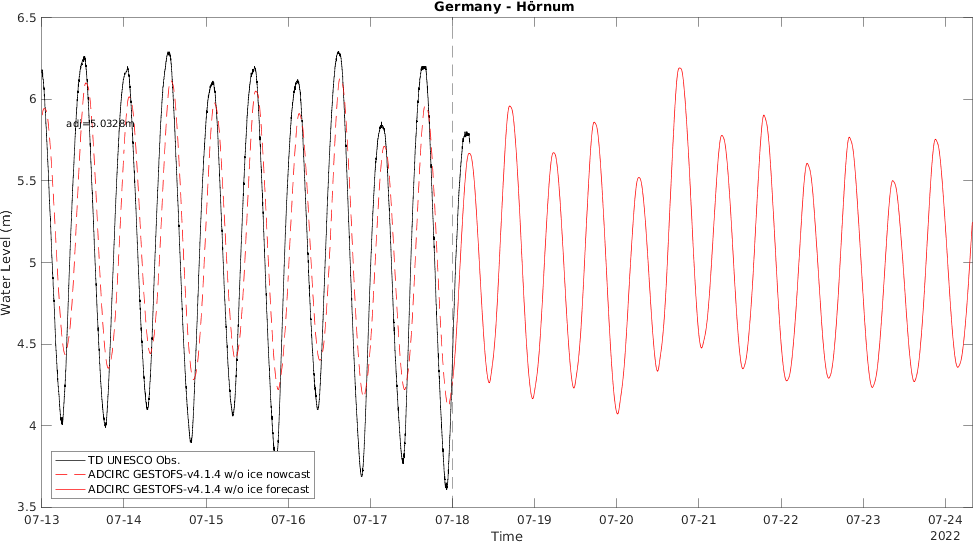 Germany - Hörnum
6.5
6
5.5
5
4.5
4
3.5
Water Level (m)
adj=5.0328m
TD UNESCO Obs.
ADCIRC GESTOFS-v4.1.4 w/o ice nowcast
ADCIRC GESTOFS-v4.1.4 w/o ice forecast
07-13 07-14 07-15 07-16 07-17 07-18 07-19 07-20 07-21 07-22 07-23 07-24
Time
2022